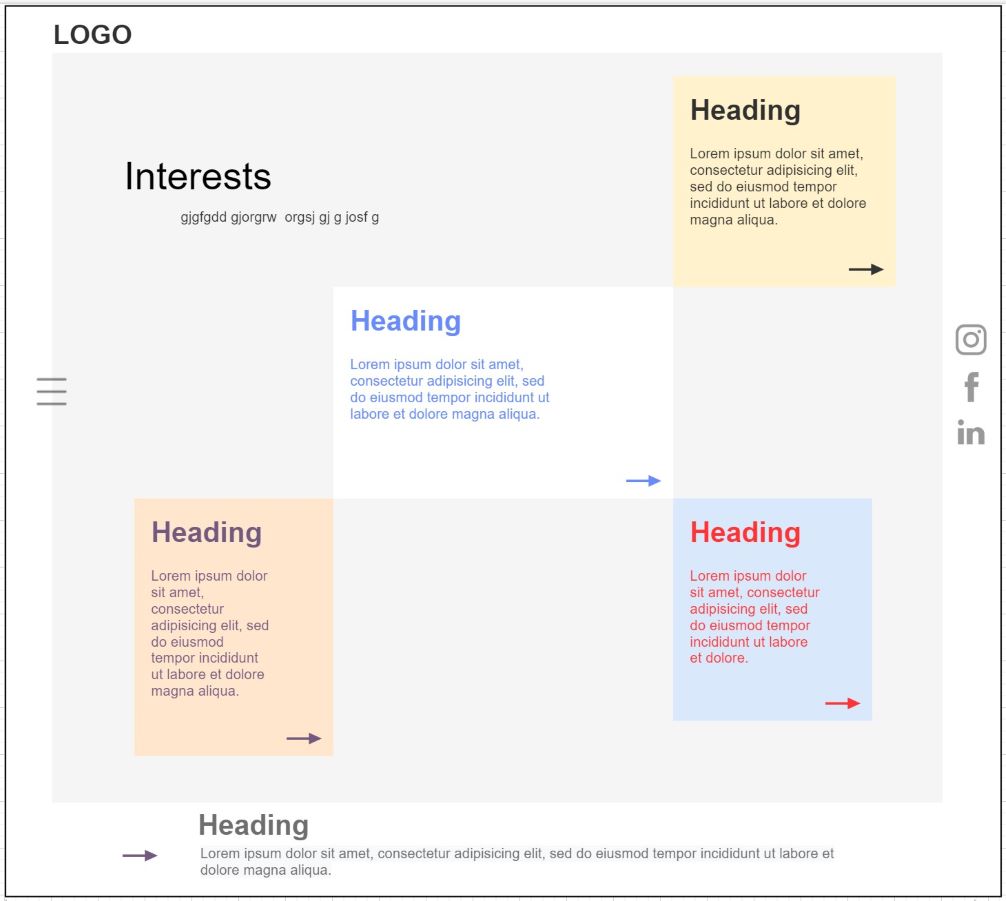 LOGO
Heading
Lorem ipsum dolor sit amet,
consectetur adipisicing elit,
sed do eiusmod tempor
incididunt ut labore et dolore
magna aliqua.
Interests
gjgfgdd gjorgrw  orgsj gj g josf g
Heading
Lorem ipsum dolor sit amet,
consectetur adipisicing elit, sed
do eiusmod tempor incididunt ut
labore et dolore magna aliqua.
Heading
Lorem ipsum dolor
sit amet,
consectetur
adipisicing elit, sed
do eiusmod
tempor incididunt
ut labore et dolore
magna aliqua.
Heading
Lorem ipsum dolor
sit amet, consectetur
adipisicing elit, sed
do eiusmod tempor
incididunt ut labore
et dolore.
Heading
Lorem ipsum dolor sit amet, consectetur adipisicing elit, sed do eiusmod tempor incididunt ut labore et
dolore magna aliqua.